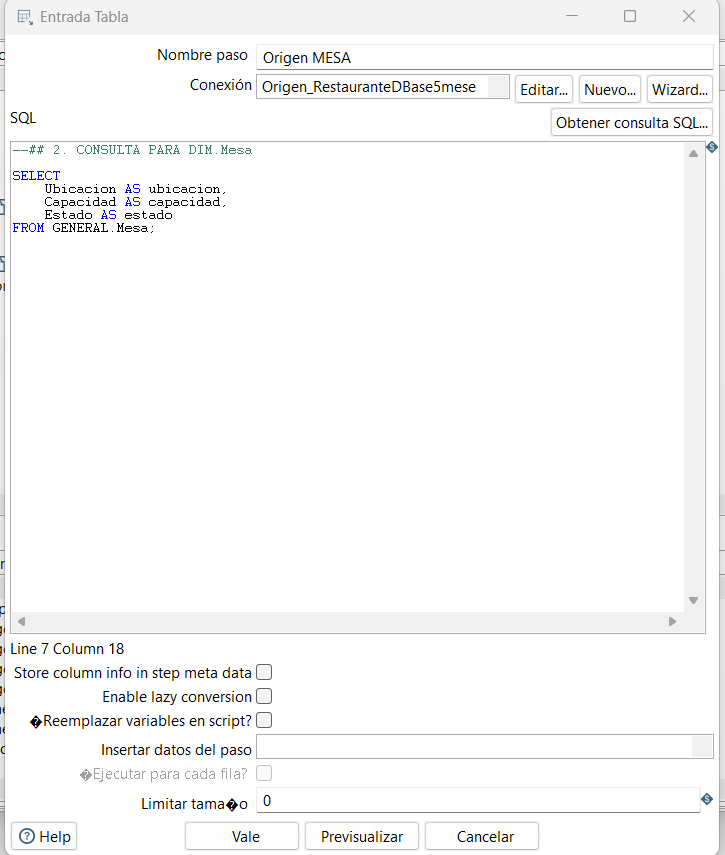 Entrada Tabla
Nombre paso Origen MESA
Conexión Origen_RestauranteDBase5mese Editar... Nuevo... Wizard...
SQL Obtener consulta SQL...
--## 2. CONSULTA PARA DIM.Mesa
SELECT
Ubicacion AS ubicacion,
Capacidad AS capacidad,
Estado AS estado
FROM GENERAL.Mesa;
Line 7 Column 18
Store column info in step meta data
Enable lazy conversion
�Reemplazar variables en script?
Insertar datos del paso
�Ejecutar para cada fila?
Limitar tama�o 0
Help Vale Previsualizar Cancelar